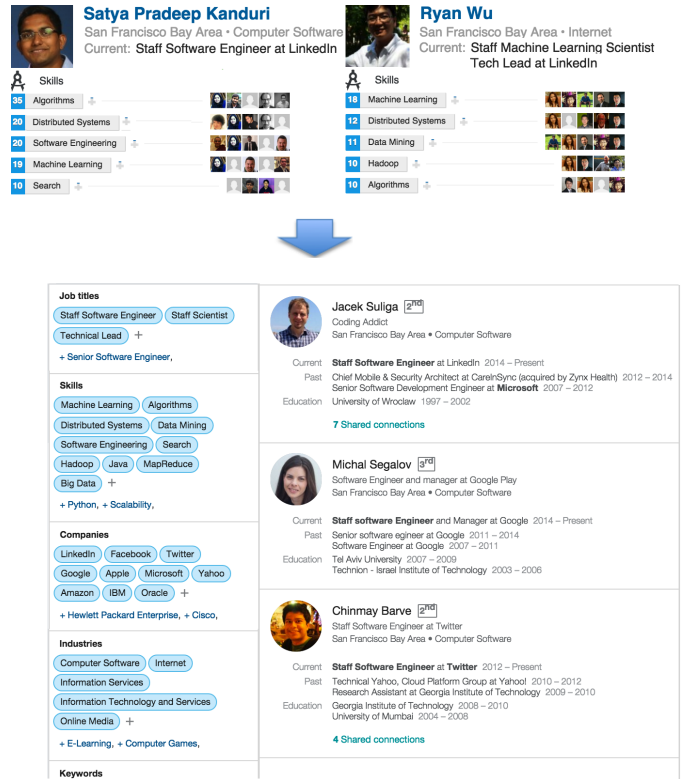 Satya Pradeep Kanduri
San Francisco Bay Area • Computer Software
Current: Staff Software Engineer at LinkedIn
Skills
35 Algorithms
20 Distributed Systems
20 Software Engineering
19 Machine Learning
10 Search
Ryan Wu
San Francisco Bay Area • Internet
Current: Staff Machine Learning Scientist
Tech Lead at LinkedIn
Skills
18 Machine Learning
12 Distributed Systems
11 Data Mining
10 Hadoop
10 Algorithms
Job titles
Staff Software Engineer Staff Scientist
Technical Lead +
+ Senior Software Engineer,
Skills
Machine Learning Algorithms
Distributed Systems Data Mining
Software Engineering Search
Hadoop Java MapReduce
Big Data +
+ Python, + Scalability,
Companies
LinkedIn Facebook Twitter
Google Apple Microsoft Yahoo
Amazon IBM Oracle +
+ Hewlett Packard Enterprise, + Cisco,
Industries
Computer Software Internet
Information Services
Information Technology and Services
Online Media +
+ E-Learning, + Computer Games,
Keywords
Jacek Suliga 2nd
Coding Addict
San Francisco Bay Area • Computer Software
Current Staff Software Engineer at LinkedIn 2014 – Present
Past Chief Mobile & Security Architect at CareInSync (acquired by Zynx Health) 2012 – 2014
Senior Software Development Engineer at Microsoft 2007 – 2012
Education University of Wroclaw 1997 – 2002
7 Shared connections
Michal Segalov 3rd
Software Engineer and manager at Google Play
San Francisco Bay Area • Computer Software
Current Staff software Engineer and Manager at Google 2014 – Present
Past Senior software egineer at Google 2011 – 2014
Software Engineer at Google 2007 – 2011
Education Tel Aviv University 2007 – 2009
Technion - Israel Institute of Technology 2003 – 2006
Chinmay Barve 2nd
Staff Software Engineer at Twitter
San Francisco Bay Area • Computer Software
Current Staff Software Engineer at Twitter 2012 – Present
Past Technical Yahoo, Cloud Platform Group at Yahoo! 2010 – 2012
Research Assistant at Georgia Institute of Technology 2009 – 2010
Education Georgia Institute of Technology 2008 – 2010
University of Mumbai 2004 – 2008
4 Shared connections